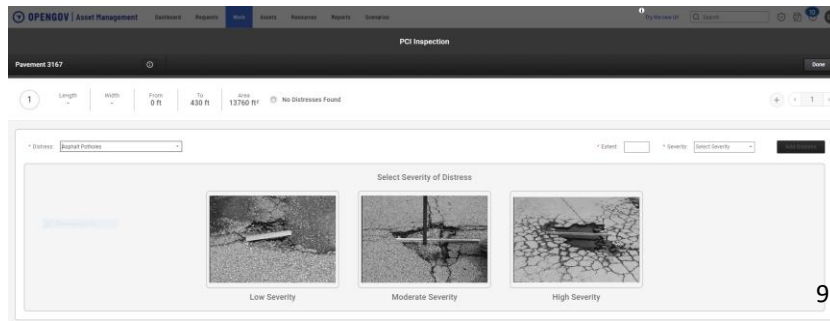 OPENGOV | Asset Management Dashboard Requests Work Assets Resources Reports Scenarios Try the new UI Search 10
PCI Inspection
Pavement 3167 Done
1 Length - Width - From 0 ft To 430 ft Area 13760 ft² No Distresses Found + 1
* Distress: Asphalt Potholes * Extent: * Severity: Select Severity Add Distress
Select Severity of Distress
Low Severity Moderate Severity High Severity
9